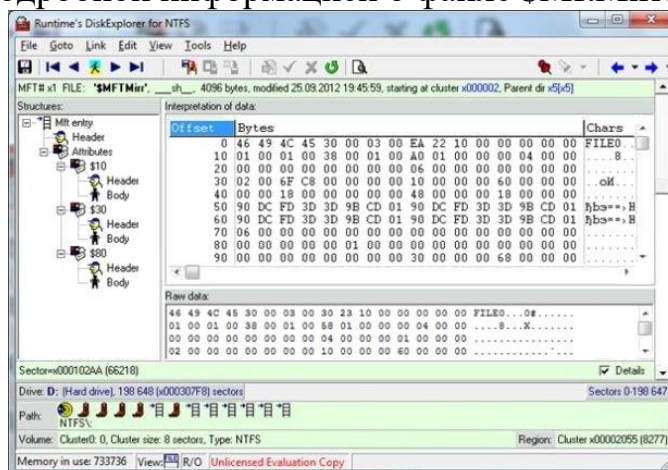 одробной информацией о файле $MFTMirr
Runtime's DiskExplorer for NTFS
File Goto Link Edit View Tools Help
MFT# x1 FILE: '$MFTMirr', ___sh__, 4096 bytes, modified 25.09.2012 19:45:59, starting at cluster x000002, Parent dir x5[x5]
Structures:
Mft entry
Header
Attributes
$10
Header
Body
$30
Header
Body
$80
Header
Body
Interpretation of data:
Offset Bytes Chars
0 46 49 4C 45 30 00 03 00 EA 22 10 00 00 00 00 00 FILE0..
10 01 00 01 00 38 00 01 00 A0 01 00 00 00 04 00 00 ....8..
20 00 00 00 00 00 00 00 00 06 00 00 00 00 00 00 00 .......
30 02 00 6F C8 00 00 00 00 10 00 00 00 60 00 00 00 ..oИ...
40 00 00 18 00 00 00 00 00 48 00 00 00 18 00 00 00 .......
50 90 DC FD 3D 3D 9B CD 01 90 DC FD 3D 3D 9B CD 01 ђЬэ==›Н
60 90 DC FD 3D 3D 9B CD 01 90 DC FD 3D 3D 9B CD 01 ђЬэ==›Н
70 06 00 00 00 00 00 00 00 00 00 00 00 00 00 00 00 .......
80 00 00 00 00 00 01 00 00 00 00 00 00 00 00 00 00 .......
90 00 00 00 00 00 00 00 00 30 00 00 00 68 00 00 00 .......
Raw data:
46 49 4C 45 30 00 03 00 30 23 10 00 00 00 00 00 FILE0...0#......
01 00 01 00 38 00 01 00 58 01 00 00 00 04 00 00 ....8...X.......
00 00 00 00 00 00 00 00 04 00 00 00 01 00 00 00 ................
02 00 00 00 00 00 00 00 10 00 00 00 60 00 00 00 ............`...
Sector=x000102AA (66218) Details
Drive: D: (Hard drive), 198 648 (x000307F8) sectors Sectors 0-198 647
Path: NTFS\:
Volume: Cluster0: 0, Cluster size: 8 sectors, Type: NTFS Region: Cluster x00002055 (8277)
Memory in use: 733736 View: R/O Unlicensed Evaluation Copy